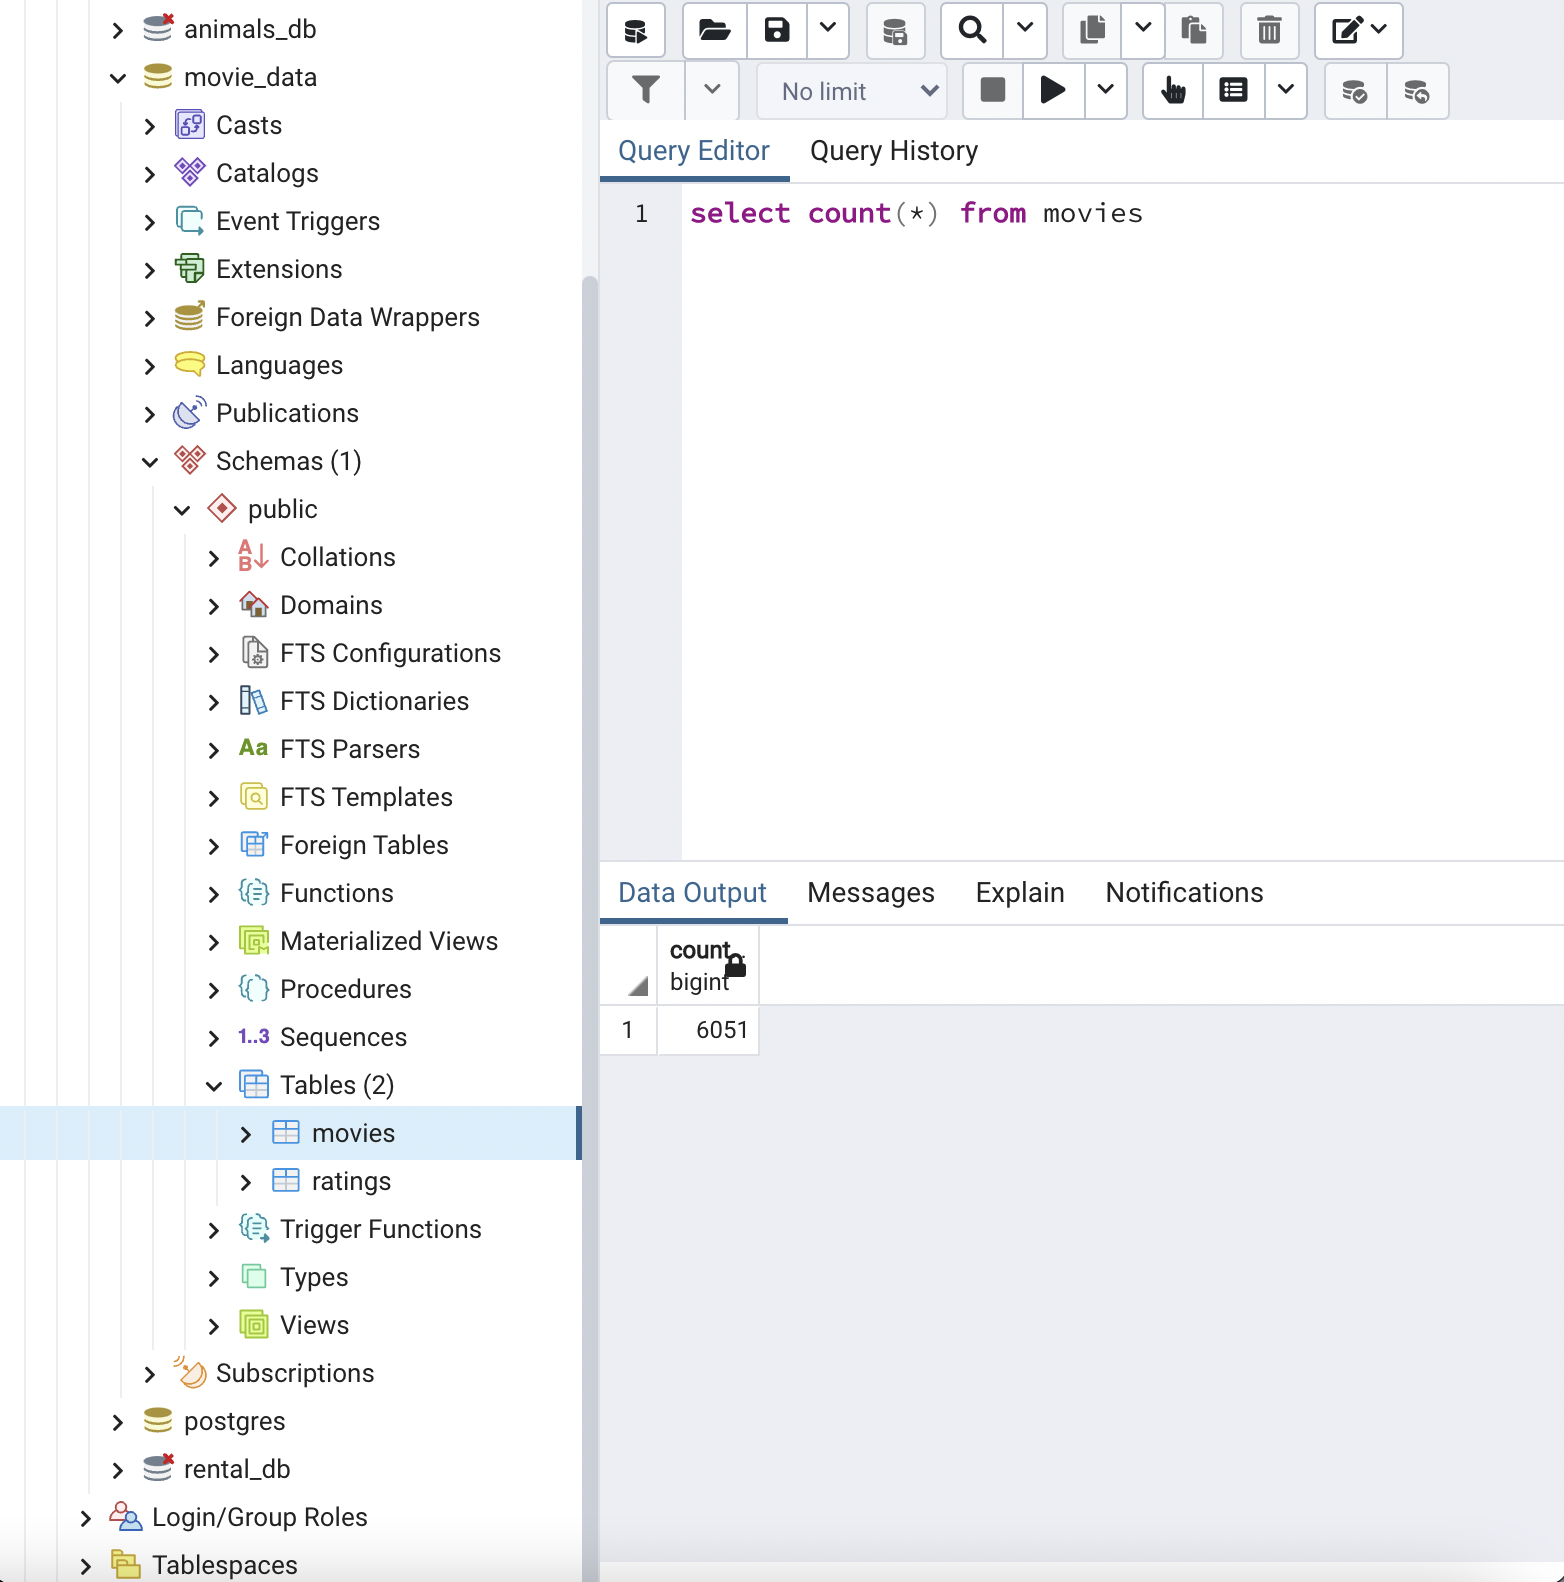 animals_db
movie_data
Casts
Catalogs
Event Triggers
Extensions
Foreign Data Wrappers
Languages
Publications
Schemas (1)
public
Collations
Domains
FTS Configurations
FTS Dictionaries
Aa FTS Parsers
FTS Templates
Foreign Tables
Functions
Materialized Views
Procedures
1..3 Sequences
Tables (2)
movies
ratings
Trigger Functions
Types
Views
Subscriptions
postgres
rental_db
Login/Group Roles
Tablespaces
No limit
Query Editor Query History
1 select count(*) from movies
Data Output Messages Explain Notifications
count
bigint
1 6051